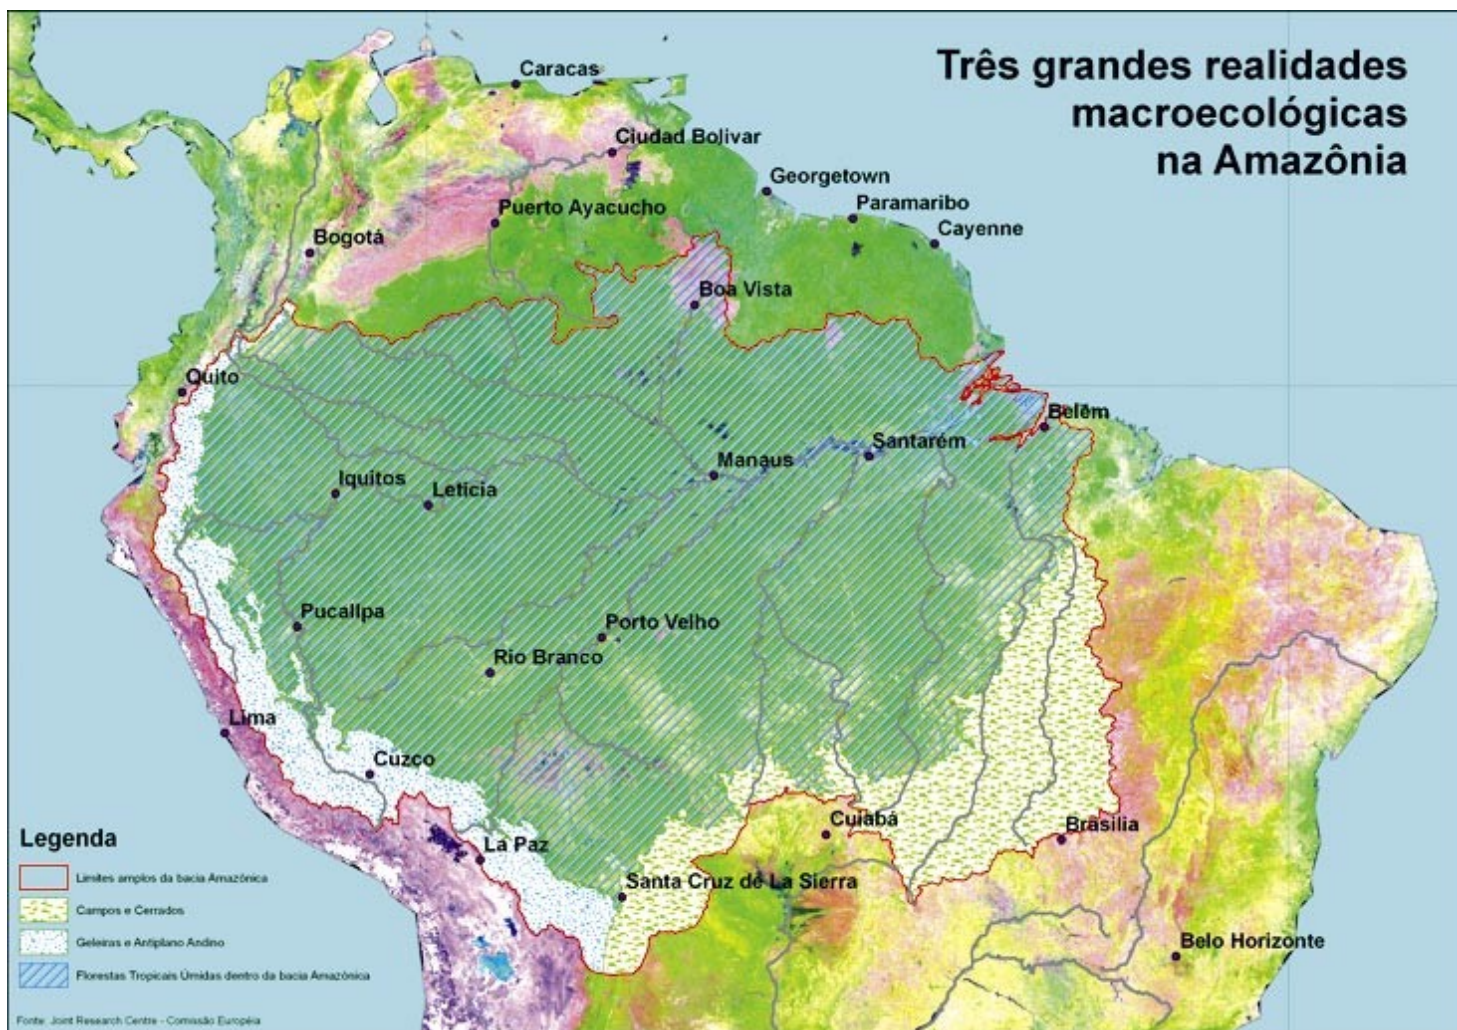 Três grandes realidades
macroecológicas
na Amazônia
Caracas
Ciudad Bolivar
Georgetown
Puerto Ayacucho
Paramaribo
Bogotá
Cayenne
Boa Vista
Quito
Belém
Santarém
Manaus
Iquitos
Leticia
Pucallpa
Porto Velho
Rio Branco
Lima
Cuzco
Cuiabá
Brasilia
La Paz
Santa Cruz de La Sierra
Belo Horizonte
Legenda
Limites amplos da bacia Amazônica
Campos e Cerrados
Geleiras e Antiplano Andino
Florestas Tropicais Úmidas dentro da bacia Amazônica
Fonte: Joint Research Centre - Comissão Européia